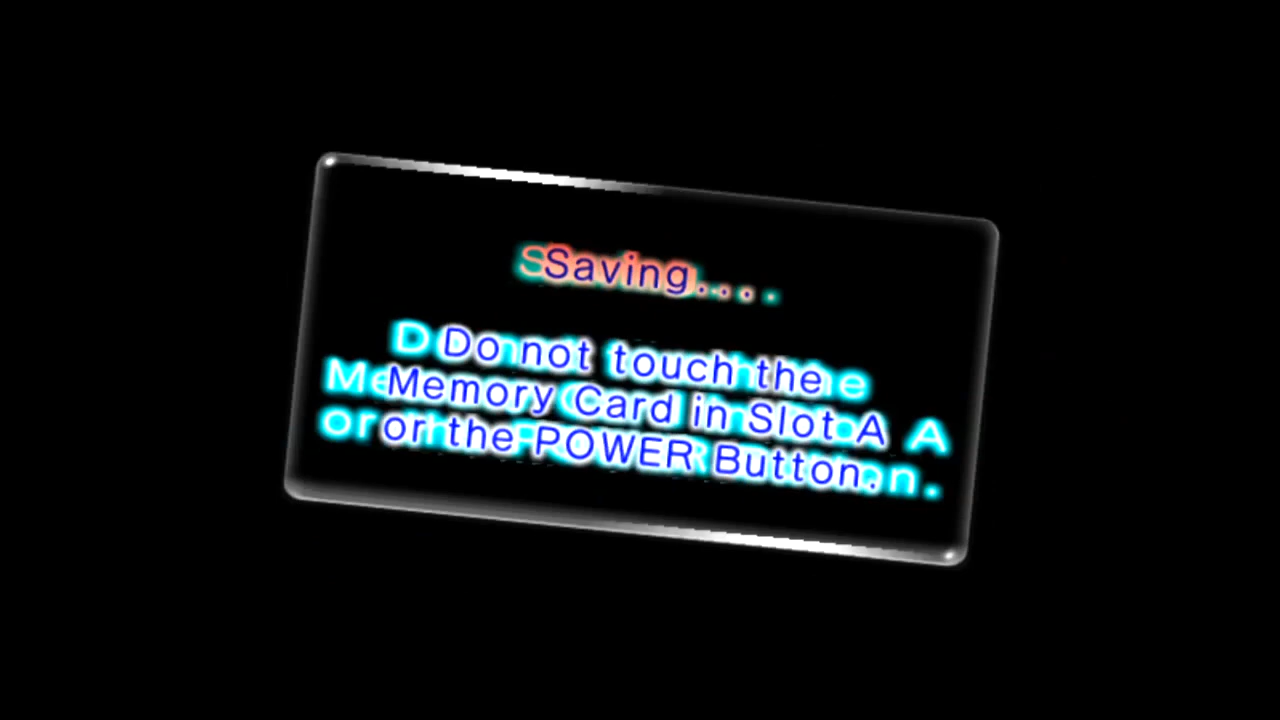 Saving....
Do not touch the
Memory Card in Slot A
or the POWER Button.